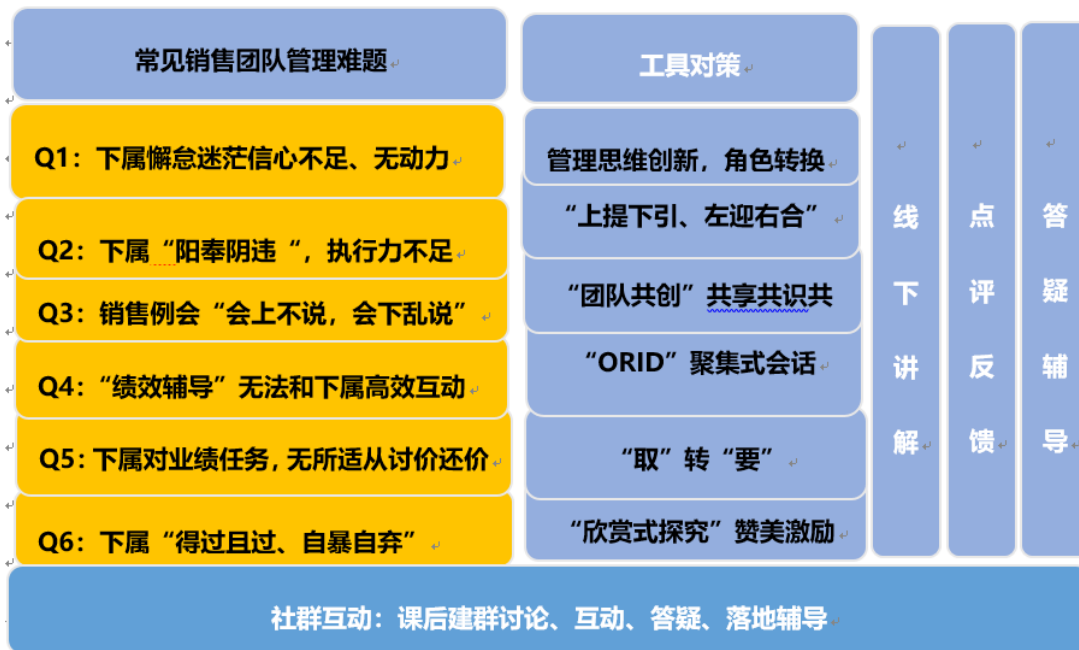 常见销售团队管理难题
工具对策
Q1：下属懈怠迷茫信心不足、无动力
管理思维创新，角色转换
Q2：下属“阳奉阴违“，执行力不足
“上提下引、左迎右合”
Q3：销售例会“会上不说，会下乱说”
“团队共创”共享共识共
Q4：“绩效辅导”无法和下属高效互动
“ORID”聚集式会话
Q5：下属对业绩任务，无所适从讨价还价
“取”转“要”
Q6：下属“得过且过、自暴自弃”
“欣赏式探究”赞美激励
线下讲解
点评反馈
答疑辅导
社群互动：课后建群讨论、互动、答疑、落地辅导